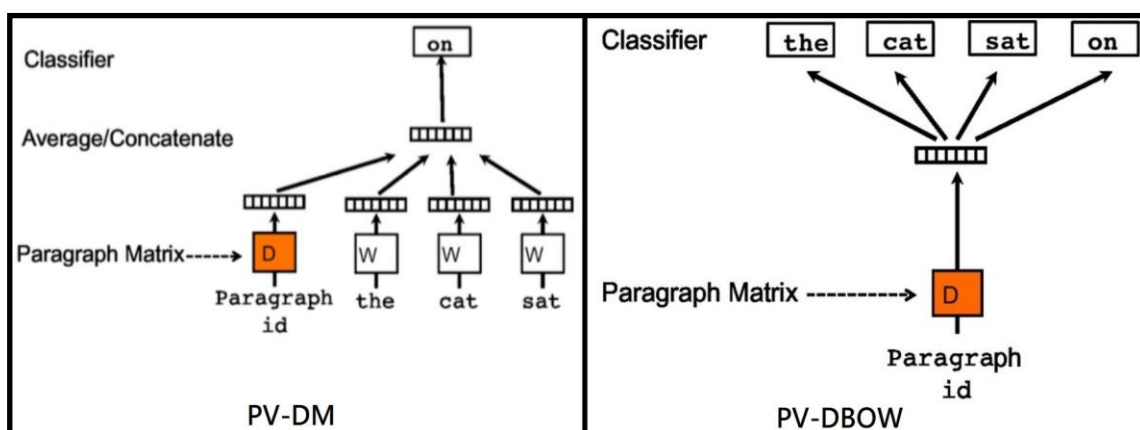 Classifier
on
Average/Concatenate
Paragraph Matrix
D
W
W
W
Paragraph
id
the
cat
sat
PV-DM
Classifier
the
cat
sat
on
Paragraph Matrix
D
Paragraph
id
PV-DBOW